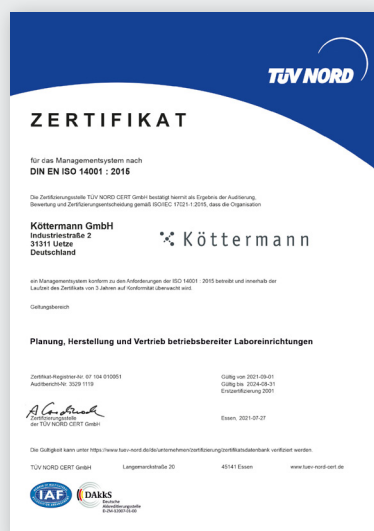 TÜV NORD
ZERTIFIKAT
für das Managementsystem nach
DIN EN ISO 14001 : 2015
Die Zertifizierungsstelle TÜV NORD CERT GmbH bestätigt hiermit als Ergebnis der Auditierung,
Bewertung und Zertifizierungsentscheidung gemäß ISO/IEC 17021-1:2015, dass die Organisation
Köttermann GmbH
Industriestraße 2
31311 Uetze
Deutschland
Köttermann
ein Managementsystem konform zu den Anforderungen der ISO 14001 : 2015 betreibt und innerhalb der
Laufzeit des Zertifikats von 3 Jahren auf Konformität überwacht wird.
Geltungsbereich
Planung, Herstellung und Vertrieb betriebsbereiter Laboreinrichtungen
Zertifikat-Registrier-Nr. 07 104 010051
Auditbericht-Nr. 3529 1119
Gültig von 2021-09-01
Gültig bis 2024-08-31
Erstzertifizierung 2001
Zertifizierungsstelle
der TÜV NORD CERT GmbH
Essen, 2021-07-27
Die Gültigkeit kann unter https://www.tuev-nord.de/de/unternehmen/zertifizierung/zertifikatsdatenbank verifiziert werden.
TÜV NORD CERT GmbH Langemarckstraße 20 45141 Essen www.tuev-nord-cert.de
IAF
DAkkS
Deutsche
Akkreditierungsstelle
D-ZM-12007-01-00